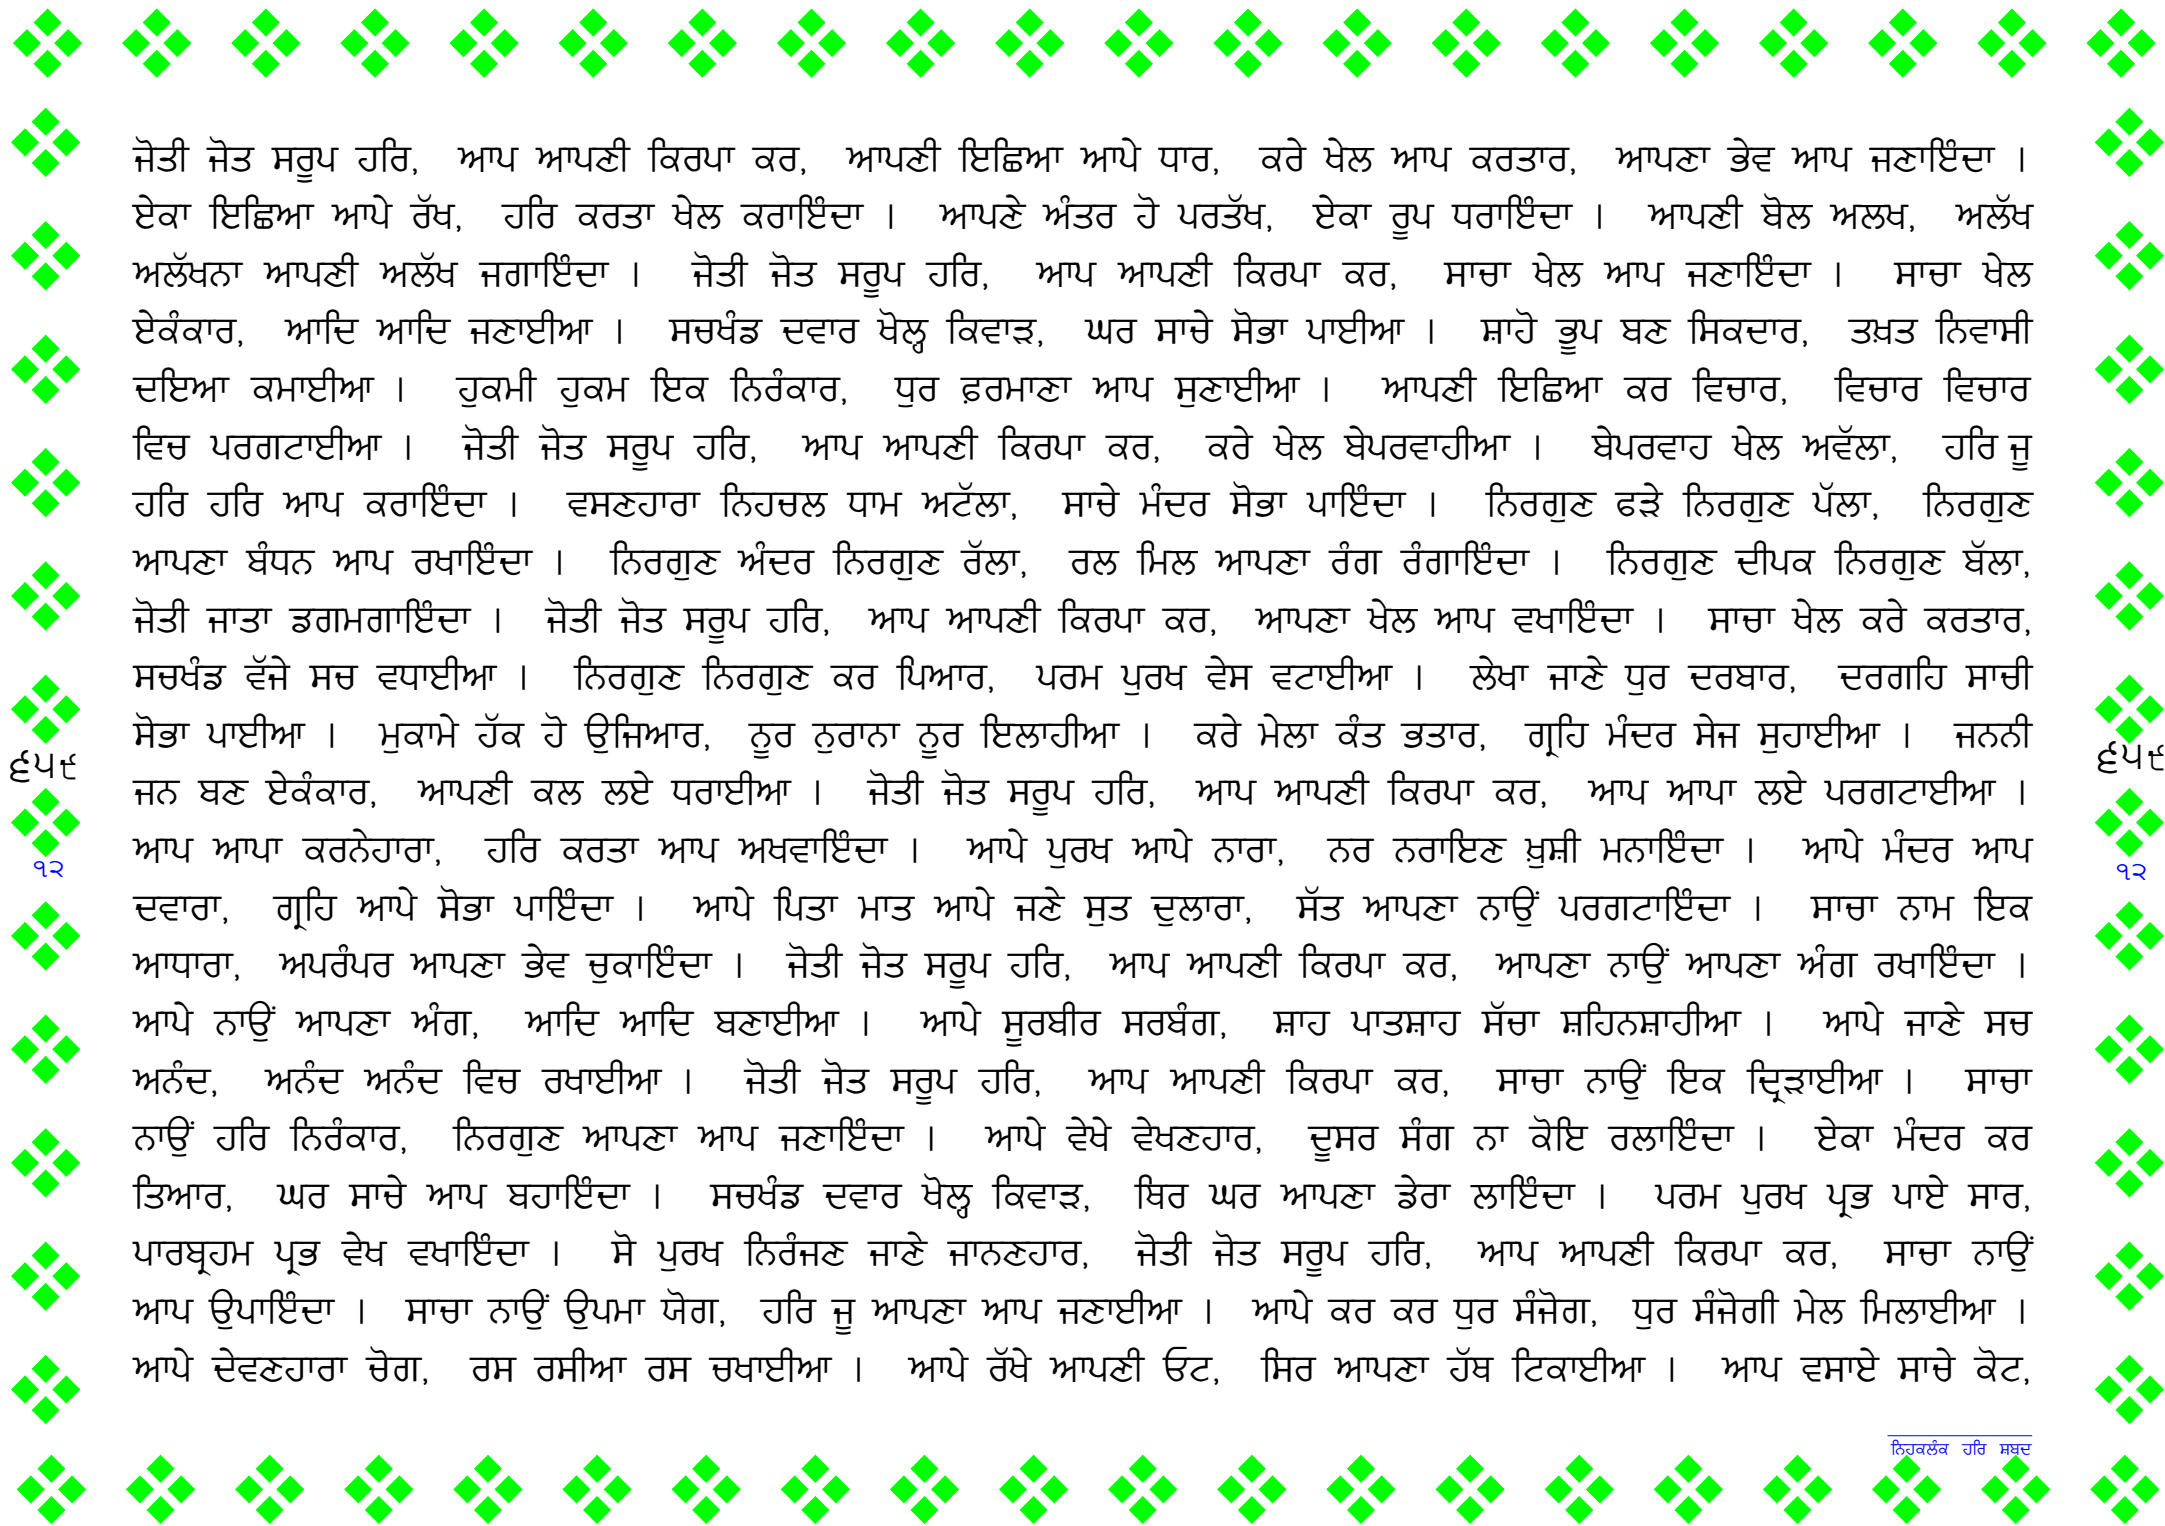 ਜੋਤੀ ਜੋਤ ਸਰੂਪ ਹਰਿ, ਆਪ ਆਪਣੀ ਕਿਰਪਾ ਕਰ, ਆਪਣੀ ਇਛਿਆ ਆਪੇ ਧਾਰ, ਕਰੇ ਖੇਲ ਆਪ ਕਰਤਾਰ, ਆਪਣਾ ਭੇਵ ਆਪ ਜਣਾਇੰਦਾ ।
ਏਕਾ ਇਛਿਆ ਆਪੇ ਰੱਖ, ਹਰਿ ਕਰਤਾ ਖੇਲ ਕਰਾਇੰਦਾ । ਆਪਣੇ ਅੰਤਰ ਹੋ ਪਰਤੱਖ, ਏਕਾ ਰੂਪ ਧਰਾਇੰਦਾ । ਆਪਣੀ ਬੋਲ ਅਲਖ, ਅਲੱਖ
ਅਲੱਖਨਾ ਆਪਣੀ ਅਲੱਖ ਜਗਾਇੰਦਾ । ਜੋਤੀ ਜੋਤ ਸਰੂਪ ਹਰਿ, ਆਪ ਆਪਣੀ ਕਿਰਪਾ ਕਰ, ਸਾਚਾ ਖੇਲ ਆਪ ਜਣਾਇੰਦਾ । ਸਾਚਾ ਖੇਲ
ਏਕੰਕਾਰ, ਆਦਿ ਆਦਿ ਜਣਾਈਆ । ਸਚਖੰਡ ਦਵਾਰ ਖੋਲ੍ਹ ਕਿਵਾੜ, ਘਰ ਸਾਚੇ ਸੋਭਾ ਪਾਈਆ । ਸ਼ਾਹੋ ਭੂਪ ਬਣ ਸਿਕਦਾਰ, ਤਖ਼ਤ ਨਿਵਾਸੀ
ਦਇਆ ਕਮਾਈਆ । ਹੁਕਮੀ ਹੁਕਮ ਇਕ ਨਿਰੰਕਾਰ, ਧੁਰ ਫ਼ਰਮਾਣਾ ਆਪ ਸੁਣਾਈਆ । ਆਪਣੀ ਇਛਿਆ ਕਰ ਵਿਚਾਰ, ਵਿਚਾਰ ਵਿਚਾਰ
ਵਿਚ ਪਰਗਟਾਈਆ । ਜੋਤੀ ਜੋਤ ਸਰੂਪ ਹਰਿ, ਆਪ ਆਪਣੀ ਕਿਰਪਾ ਕਰ, ਕਰੇ ਖੇਲ ਬੇਪਰਵਾਹੀਆ । ਬੇਪਰਵਾਹ ਖੇਲ ਅਵੱਲਾ, ਹਰਿ ਜੂ
ਹਰਿ ਹਰਿ ਆਪ ਕਰਾਇੰਦਾ । ਵਸਣਹਾਰਾ ਨਿਹਚਲ ਧਾਮ ਅਟੱਲਾ, ਸਾਚੇ ਮੰਦਰ ਸੋਭਾ ਪਾਇੰਦਾ । ਨਿਰਗੁਣ ਫੜੇ ਨਿਰਗੁਣ ਪੱਲਾ, ਨਿਰਗੁਣ
ਆਪਣਾ ਬੰਧਨ ਆਪ ਰਖਾਇੰਦਾ । ਨਿਰਗੁਣ ਅੰਦਰ ਨਿਰਗੁਣ ਰੱਲਾ, ਰਲ ਮਿਲ ਆਪਣਾ ਰੰਗ ਰੰਗਾਇੰਦਾ । ਨਿਰਗੁਣ ਦੀਪਕ ਨਿਰਗੁਣ ਬੱਲਾ,
ਜੋਤੀ ਜਾਤਾ ਡਗਮਗਾਇੰਦਾ । ਜੋਤੀ ਜੋਤ ਸਰੂਪ ਹਰਿ, ਆਪ ਆਪਣੀ ਕਿਰਪਾ ਕਰ, ਆਪਣਾ ਖੇਲ ਆਪ ਵਖਾਇੰਦਾ । ਸਾਚਾ ਖੇਲ ਕਰੇ ਕਰਤਾਰ,
ਸਚਖੰਡ ਵੱਜੇ ਸਚ ਵਧਾਈਆ । ਨਿਰਗੁਣ ਨਿਰਗੁਣ ਕਰ ਪਿਆਰ, ਪਰਮ ਪੁਰਖ ਵੇਸ ਵਟਾਈਆ । ਲੇਖਾ ਜਾਣੇ ਧੁਰ ਦਰਬਾਰ, ਦਰਗਹਿ ਸਾਚੀ
ਸੋਭਾ ਪਾਈਆ । ਮੁਕਾਮੇ ਹੱਕ ਹੋ ਉਜਿਆਰ, ਨੂਰ ਨੁਰਾਨਾ ਨੂਰ ਇਲਾਹੀਆ । ਕਰੇ ਮੇਲਾ ਕੰਤ ਭਤਾਰ, ਗ੍ਰਹਿ ਮੰਦਰ ਸੇਜ ਸੁਹਾਈਆ । ਜਨਨੀ
੬੫੯ ੬੫੯
ਜਨ ਬਣ ਏਕੰਕਾਰ, ਆਪਣੀ ਕਲ ਲਏ ਧਰਾਈਆ । ਜੋਤੀ ਜੋਤ ਸਰੂਪ ਹਰਿ, ਆਪ ਆਪਣੀ ਕਿਰਪਾ ਕਰ, ਆਪ ਆਪਾ ਲਏ ਪਰਗਟਾਈਆ ।
ਆਪ ਆਪਾ ਕਰਨੇਹਾਰਾ, ਹਰਿ ਕਰਤਾ ਆਪ ਅਖਵਾਇੰਦਾ । ਆਪੇ ਪੁਰਖ ਆਪੇ ਨਾਰਾ, ਨਰ ਨਰਾਇਣ ਖ਼ੁਸ਼ੀ ਮਨਾਇੰਦਾ । ਆਪੇ ਮੰਦਰ ਆਪ
੧੨ ੧੨
ਦਵਾਰਾ, ਗ੍ਰਹਿ ਆਪੇ ਸੋਭਾ ਪਾਇੰਦਾ । ਆਪੇ ਪਿਤਾ ਮਾਤ ਆਪੇ ਜਣੇ ਸੁਤ ਦੁਲਾਰਾ, ਸੱਤ ਆਪਣਾ ਨਾਉਂ ਪਰਗਟਾਇੰਦਾ । ਸਾਚਾ ਨਾਮ ਇਕ
ਆਧਾਰਾ, ਅਪਰੰਪਰ ਆਪਣਾ ਭੇਵ ਚੁਕਾਇੰਦਾ । ਜੋਤੀ ਜੋਤ ਸਰੂਪ ਹਰਿ, ਆਪ ਆਪਣੀ ਕਿਰਪਾ ਕਰ, ਆਪਣਾ ਨਾਉਂ ਆਪਣਾ ਅੰਗ ਰਖਾਇੰਦਾ ।
ਆਪੇ ਨਾਉਂ ਆਪਣਾ ਅੰਗ, ਆਦਿ ਆਦਿ ਬਣਾਈਆ । ਆਪੇ ਸੂਰਬੀਰ ਸਰਬੰਗ, ਸ਼ਾਹ ਪਾਤਸ਼ਾਹ ਸੱਚਾ ਸ਼ਹਿਨਸ਼ਾਹੀਆ । ਆਪੇ ਜਾਣੇ ਸਚ
ਅਨੰਦ, ਅਨੰਦ ਅਨੰਦ ਵਿਚ ਰਖਾਈਆ । ਜੋਤੀ ਜੋਤ ਸਰੂਪ ਹਰਿ, ਆਪ ਆਪਣੀ ਕਿਰਪਾ ਕਰ, ਸਾਚਾ ਨਾਉਂ ਇਕ ਦ੍ਰਿੜਾਈਆ । ਸਾਚਾ
ਨਾਉਂ ਹਰਿ ਨਿਰੰਕਾਰ, ਨਿਰਗੁਣ ਆਪਣਾ ਆਪ ਜਣਾਇੰਦਾ । ਆਪੇ ਵੇਖੇ ਵੇਖਣਹਾਰ, ਦੂਸਰ ਸੰਗ ਨਾ ਕੋਇ ਰਲਾਇੰਦਾ । ਏਕਾ ਮੰਦਰ ਕਰ
ਤਿਆਰ, ਘਰ ਸਾਚੇ ਆਪ ਬਹਾਇੰਦਾ । ਸਚਖੰਡ ਦਵਾਰ ਖੋਲ੍ਹ ਕਿਵਾੜ, ਥਿਰ ਘਰ ਆਪਣਾ ਡੇਰਾ ਲਾਇੰਦਾ । ਪਰਮ ਪੁਰਖ ਪ੍ਰਭ ਪਾਏ ਸਾਰ,
ਪਾਰਬ੍ਰਹਮ ਪ੍ਰਭ ਵੇਖ ਵਖਾਇੰਦਾ । ਸੋ ਪੁਰਖ ਨਿਰੰਜਣ ਜਾਣੇ ਜਾਨਣਹਾਰ, ਜੋਤੀ ਜੋਤ ਸਰੂਪ ਹਰਿ, ਆਪ ਆਪਣੀ ਕਿਰਪਾ ਕਰ, ਸਾਚਾ ਨਾਉਂ
ਆਪ ਉਪਾਇੰਦਾ । ਸਾਚਾ ਨਾਉਂ ਉਪਮਾ ਯੋਗ, ਹਰਿ ਜੂ ਆਪਣਾ ਆਪ ਜਣਾਈਆ । ਆਪੇ ਕਰ ਕਰ ਧੁਰ ਸੰਜੋਗ, ਧੁਰ ਸੰਜੋਗੀ ਮੇਲ ਮਿਲਾਈਆ ।
ਆਪੇ ਦੇਵਣਹਾਰਾ ਚੋਗ, ਰਸ ਰਸੀਆ ਰਸ ਚਖਾਈਆ । ਆਪੇ ਰੱਖੇ ਆਪਣੀ ਓਟ, ਸਿਰ ਆਪਣਾ ਹੱਥ ਟਿਕਾਈਆ । ਆਪ ਵਸਾਏ ਸਾਚੇ ਕੋਟ,
ਨਿਹਕਲੰਕ ਹਰਿ ਸ਼ਬਦ